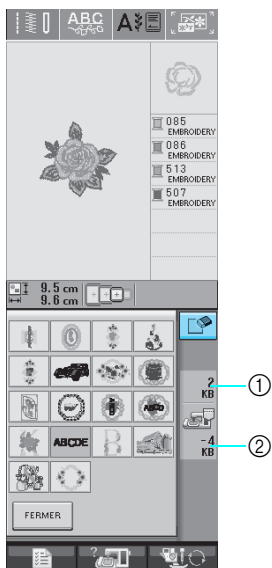 ABC
A
085
EMBROIDERY
086
EMBROIDERY
513
EMBROIDERY
507
EMBROIDERY
9.5 cm
9.6 cm
2
KB
①
-4
KB
②
ABCD
ABCDE
B
FERMER
?